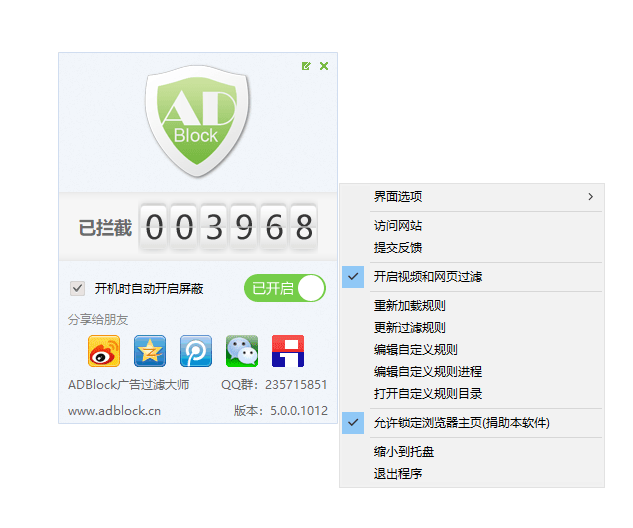 AD
Block
已拦截 003968
开机时自动开启屏蔽
已开启
分享给朋友
ADBlock广告过滤大师
QQ群: 235715851
www.adblock.cn
版本: 5.0.0.1012
界面选项
访问网站
提交反馈
开启视频和网页过滤
重新加载规则
更新过滤规则
编辑自定义规则
编辑自定义规则进程
打开自定义规则目录
允许锁定浏览器主页(捐助本软件)
缩小到托盘
退出程序